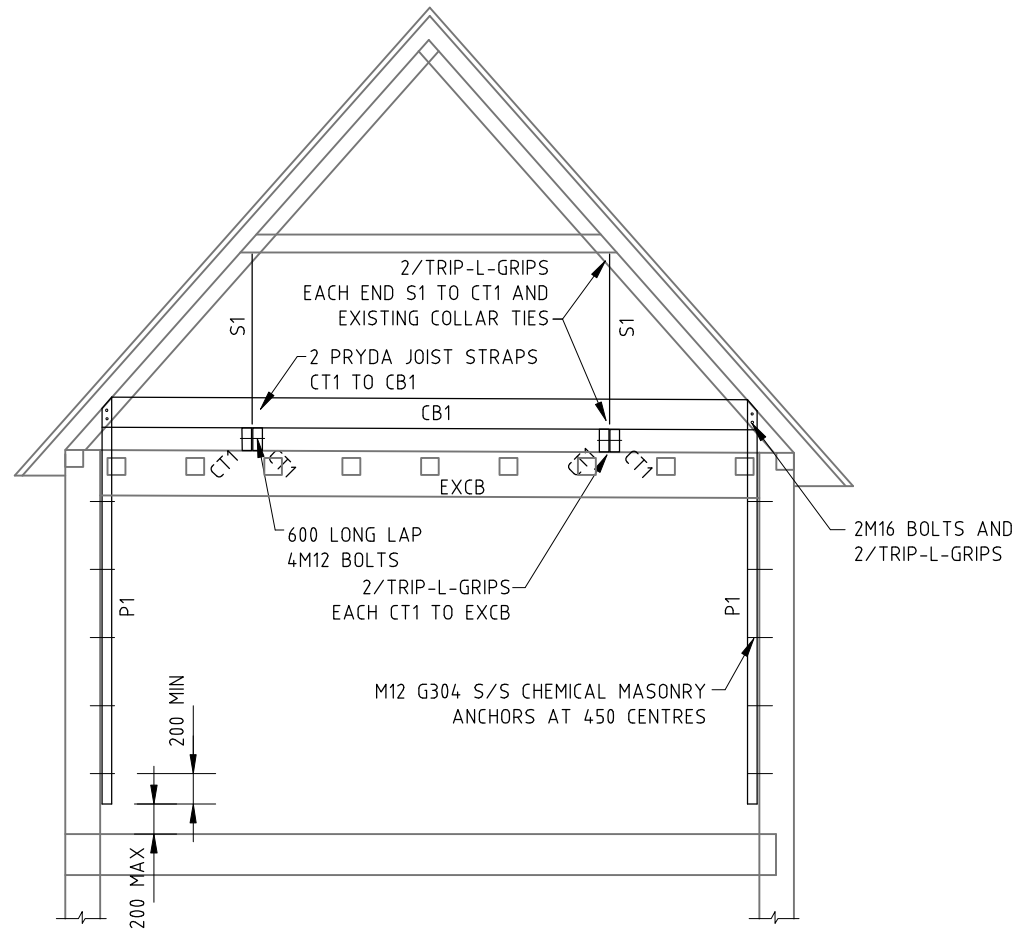 2/TRIP-L-GRIPS
EACH END S1 TO CT1 AND
EXISTING COLLAR TIES
S1
S1
2 PRYDA JOIST STRAPS
CT1 TO CB1
CB1
CT1
CT1
CT1
CT1
EXCB
600 LONG LAP
4M12 BOLTS
2M16 BOLTS AND
2/TRIP-L-GRIPS
2/TRIP-L-GRIPS
EACH CT1 TO EXCB
P1
P1
M12 G304 S/S CHEMICAL MASONRY
ANCHORS AT 450 CENTRES
200 MIN
200 MAX